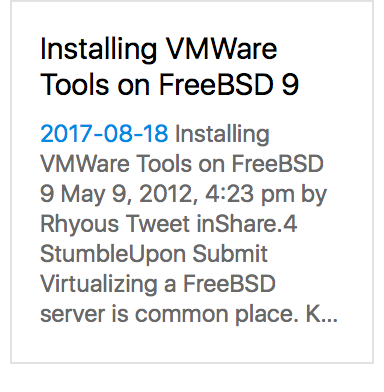 Installing VMWare
Tools on FreeBSD 9
2017-08-18 Installing
VMWare Tools on FreeBSD
9 May 9, 2012, 4:23 pm by
Rhyous Tweet inShare.4
StumbleUpon Submit
Virtualizing a FreeBSD
server is common place. K...